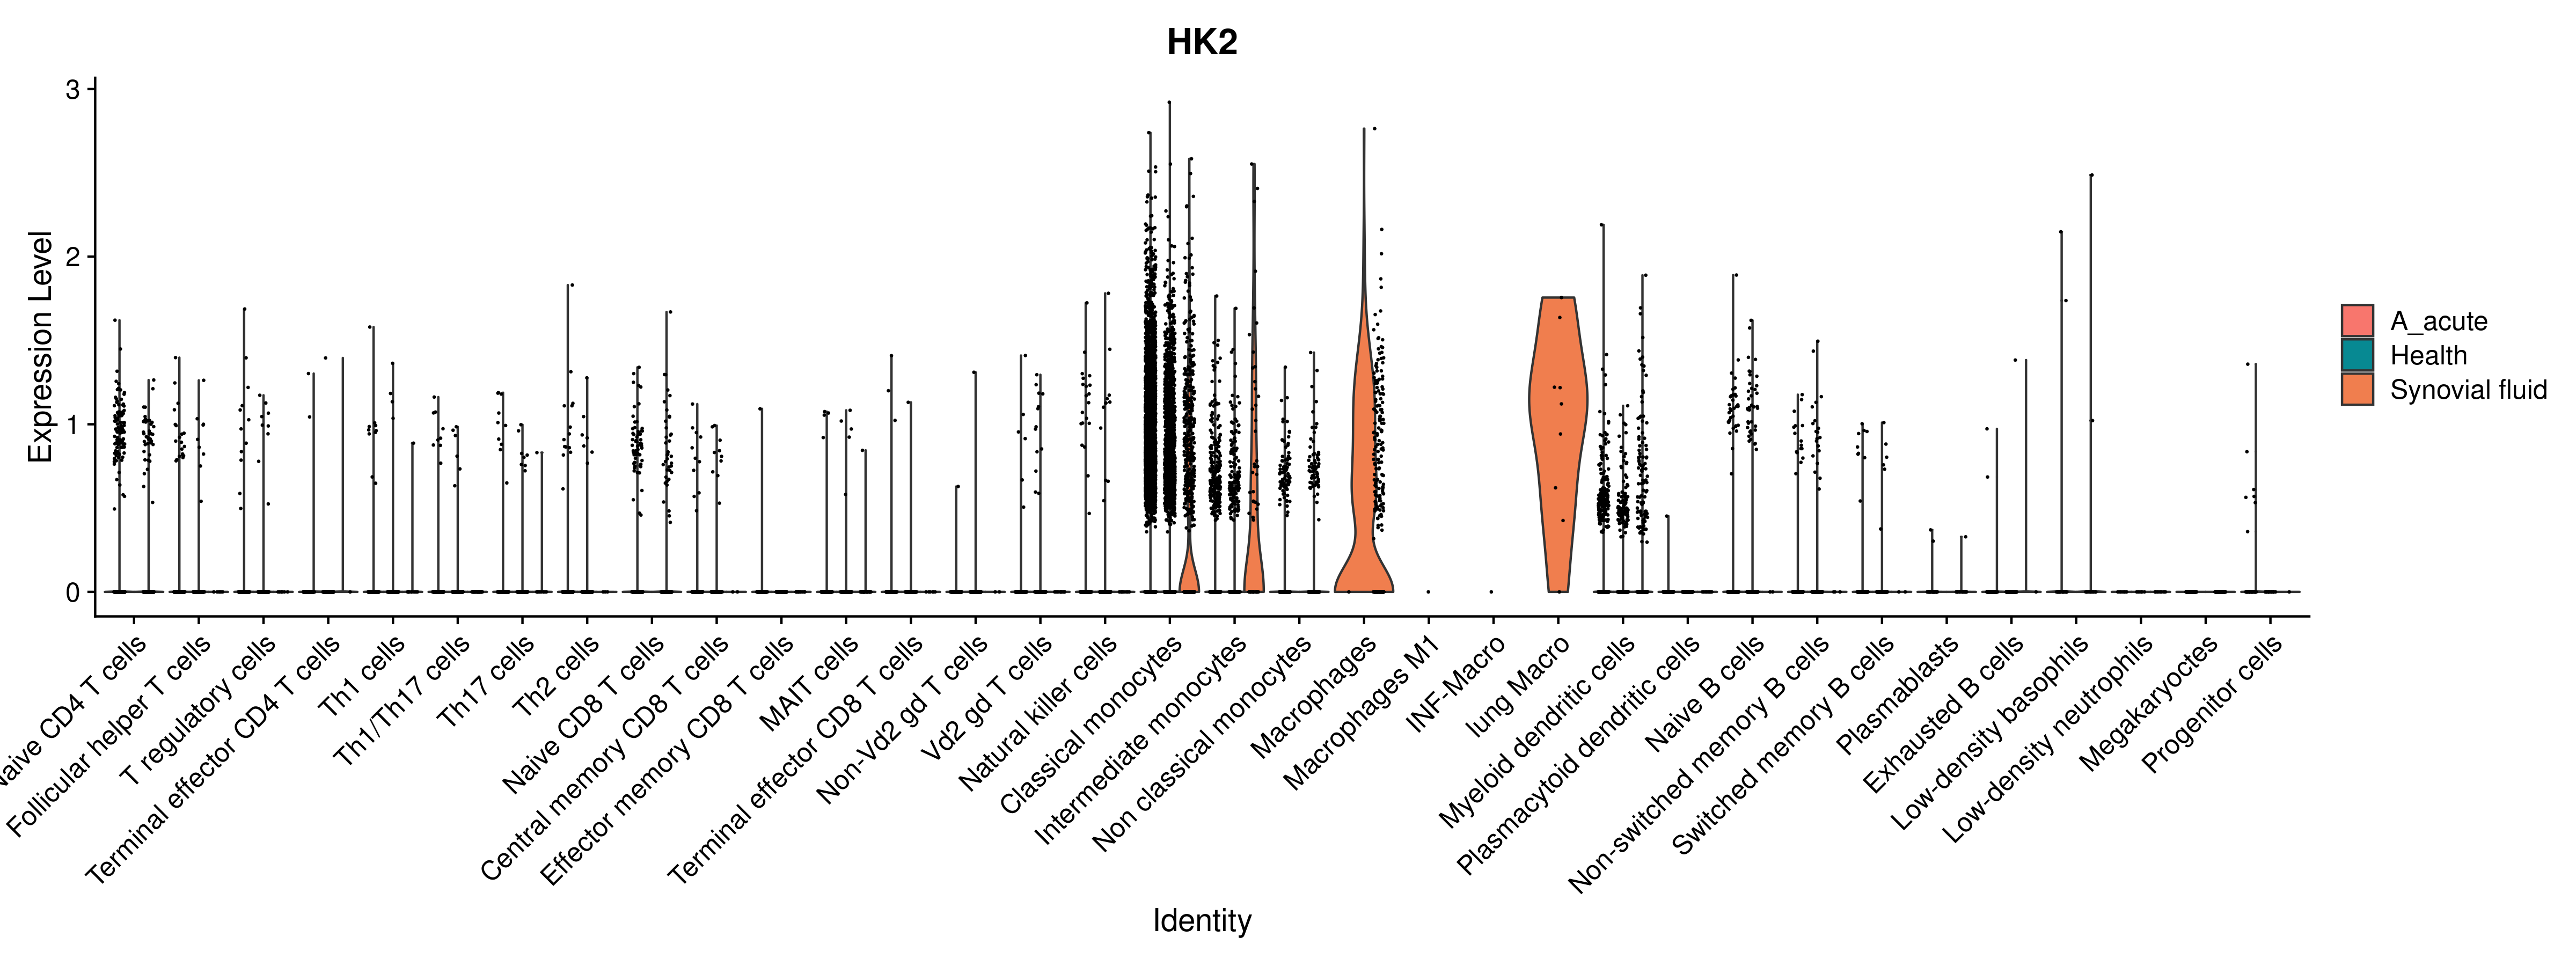 HK2
Expression Level
3
2
1
0
Naive CD4 T cells
Follicular helper T cells
T regulatory cells
Terminal effector CD4 T cells
Th1 cells
Th1/Th17 cells
Th17 cells
Th2 cells
Naive CD8 T cells
Central memory CD8 T cells
Effector memory CD8 T cells
MAIT cells
Terminal effector CD8 T cells
Non-Vd2 gd T cells
Vd2 gd T cells
Natural killer cells
Classical monocytes
Intermediate monocytes
Non classical monocytes
Macrophages
Macrophages M1
INF-Macro
lung Macro
Myeloid dendritic cells
Plasmacytoid dendritic cells
Naive B cells
Non-switched memory B cells
Switched memory B cells
Plasmablasts
Exhausted B cells
Low-density basophils
Low-density neutrophils
Megakaryoctes
Progenitor cells
Identity
A_acute
Health
Synovial fluid